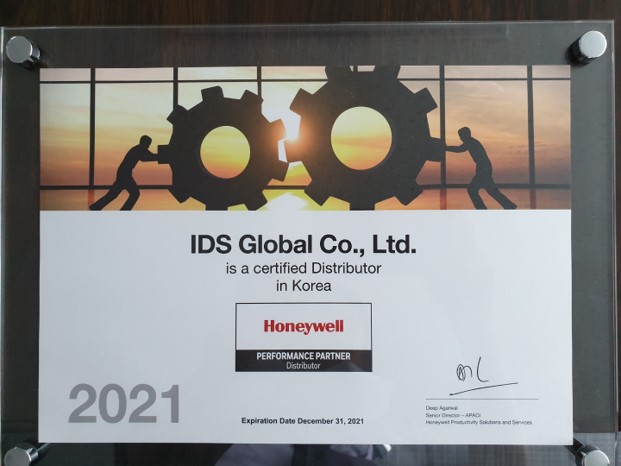 IDS Global Co., Ltd.
is a certified Distributor
in Korea
Honeywell
PERFORMANCE PARTNER
Distributor
2021
Expiration Date December 31, 2021
Deep Agarwal
Senior Director – APAC
Honeywell Productivity Solutions and Services